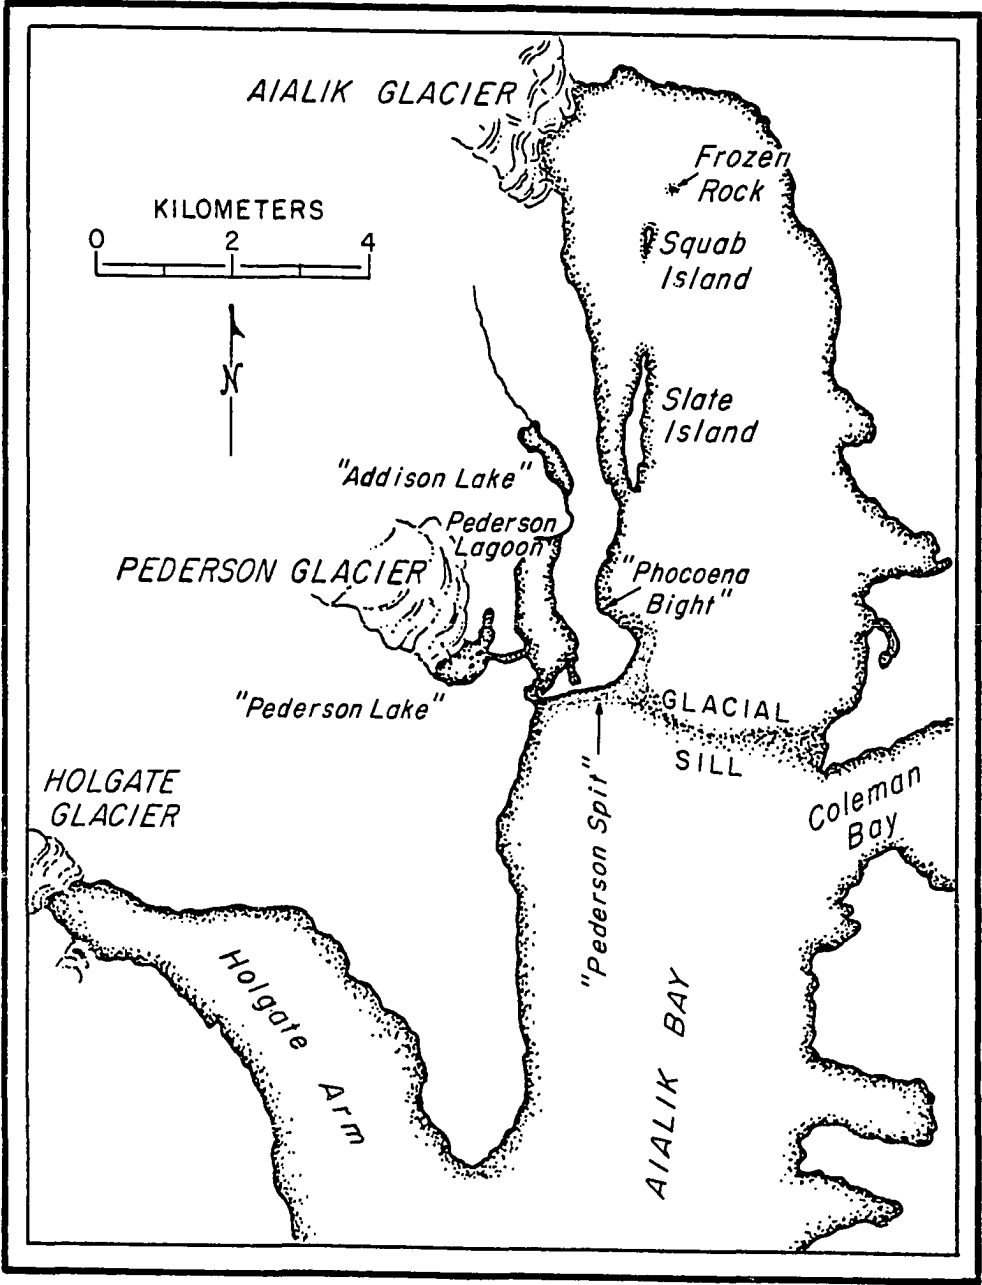 AIALIK GLACIER
Frozen
Rock
KILOMETERS
0 2 4
Squab
Island
N
Slate
Island
"Addison Lake"
Pederson
Lagoon
PEDERSON GLACIER
"Phocoena
Bight"
"Pederson Lake"
GLACIAL
SILL
HOLGATE
GLACIER
Coleman
Bay
"Pederson Spit"
Holgate Arm
AIALIK BAY